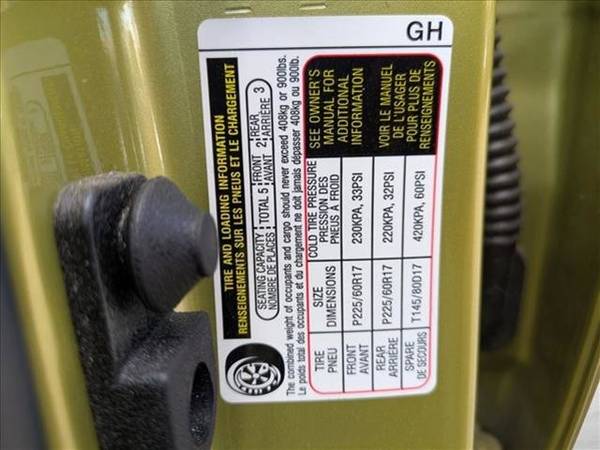 GH
TIRE AND LOADING INFORMATION
RENSEIGNEMENTS SUR LES PNEUS ET LE CHARGEMENT
SEATING CAPACITY TOTAL 5 FRONT 2 REAR 3
NOMBRE DE PLACES AVANT ARRIÈRE
The combined weight of occupants and cargo should never exceed 408kg or 900lbs.
Le poids total des occupants et du chargement ne doit jamais dépasser 408kg ou 900lb.
TIRE SIZE COLD TIRE PRESSURE SEE OWNER'S
PNEU DIMENSIONS PRESSION DES MANUAL FOR
PNEUS À FROID ADDITIONAL
FRONT P225/60R17 230KPA, 33PSI INFORMATION
AVANT
REAR P225/60R17 220KPA, 32PSI VOIR LE MANUEL
ARRIÈRE DE L'USAGER
SPARE T145/80D17 420KPA, 60PSI POUR PLUS DE
DE SECOURS RENSEIGNEMENTS